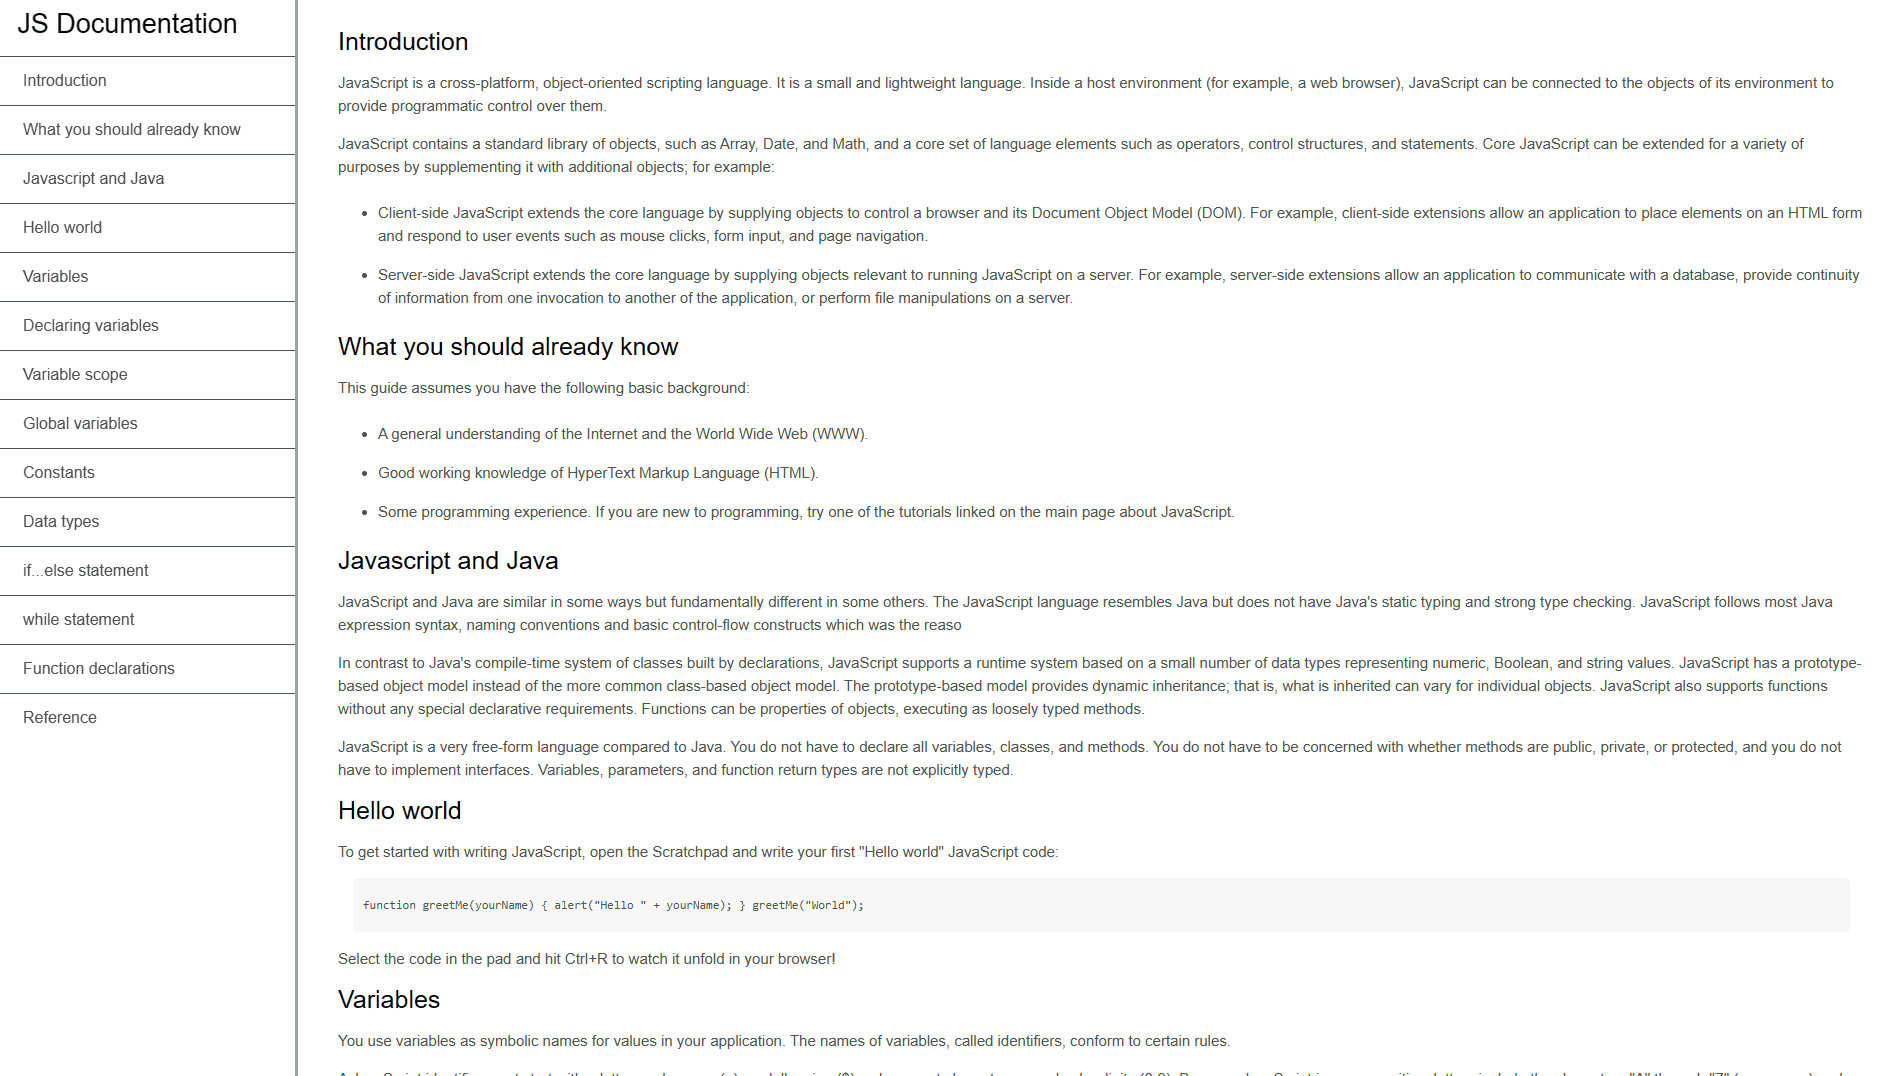 JS Documentation
Introduction
What you should already know
Javascript and Java
Hello world
Variables
Declaring variables
Variable scope
Global variables
Constants
Data types
if...else statement
while statement
Function declarations
Reference
Introduction
JavaScript is a cross-platform, object-oriented scripting language. It is a small and lightweight language. Inside a host environment (for example, a web browser), JavaScript can be connected to the objects of its environment to
provide programmatic control over them.
JavaScript contains a standard library of objects, such as Array, Date, and Math, and a core set of language elements such as operators, control structures, and statements. Core JavaScript can be extended for a variety of
purposes by supplementing it with additional objects; for example:
• Client-side JavaScript extends the core language by supplying objects to control a browser and its Document Object Model (DOM). For example, client-side extensions allow an application to place elements on an HTML form
and respond to user events such as mouse clicks, form input, and page navigation.
• Server-side JavaScript extends the core language by supplying objects relevant to running JavaScript on a server. For example, server-side extensions allow an application to communicate with a database, provide continuity
of information from one invocation to another of the application, or perform file manipulations on a server.
What you should already know
This guide assumes you have the following basic background:
• A general understanding of the Internet and the World Wide Web (WWW).
• Good working knowledge of HyperText Markup Language (HTML).
• Some programming experience. If you are new to programming, try one of the tutorials linked on the main page about JavaScript.
Javascript and Java
JavaScript and Java are similar in some ways but fundamentally different in some others. The JavaScript language resembles Java but does not have Java's static typing and strong type checking. JavaScript follows most Java
expression syntax, naming conventions and basic control-flow constructs which was the reaso
In contrast to Java's compile-time system of classes built by declarations, JavaScript supports a runtime system based on a small number of data types representing numeric, Boolean, and string values. JavaScript has a prototype-
based object model instead of the more common class-based object model. The prototype-based model provides dynamic inheritance; that is, what is inherited can vary for individual objects. JavaScript also supports functions
without any special declarative requirements. Functions can be properties of objects, executing as loosely typed methods.
JavaScript is a very free-form language compared to Java. You do not have to declare all variables, classes, and methods. You do not have to be concerned with whether methods are public, private, or protected, and you do not
have to implement interfaces. Variables, parameters, and function return types are not explicitly typed.
Hello world
To get started with writing JavaScript, open the Scratchpad and write your first "Hello world" JavaScript code:
function greetMe(yourName) { alert("Hello " + yourName); } greetMe("World");
Select the code in the pad and hit Ctrl+R to watch it unfold in your browser!
Variables
You use variables as symbolic names for values in your application. The names of variables, called identifiers, conform to certain rules.